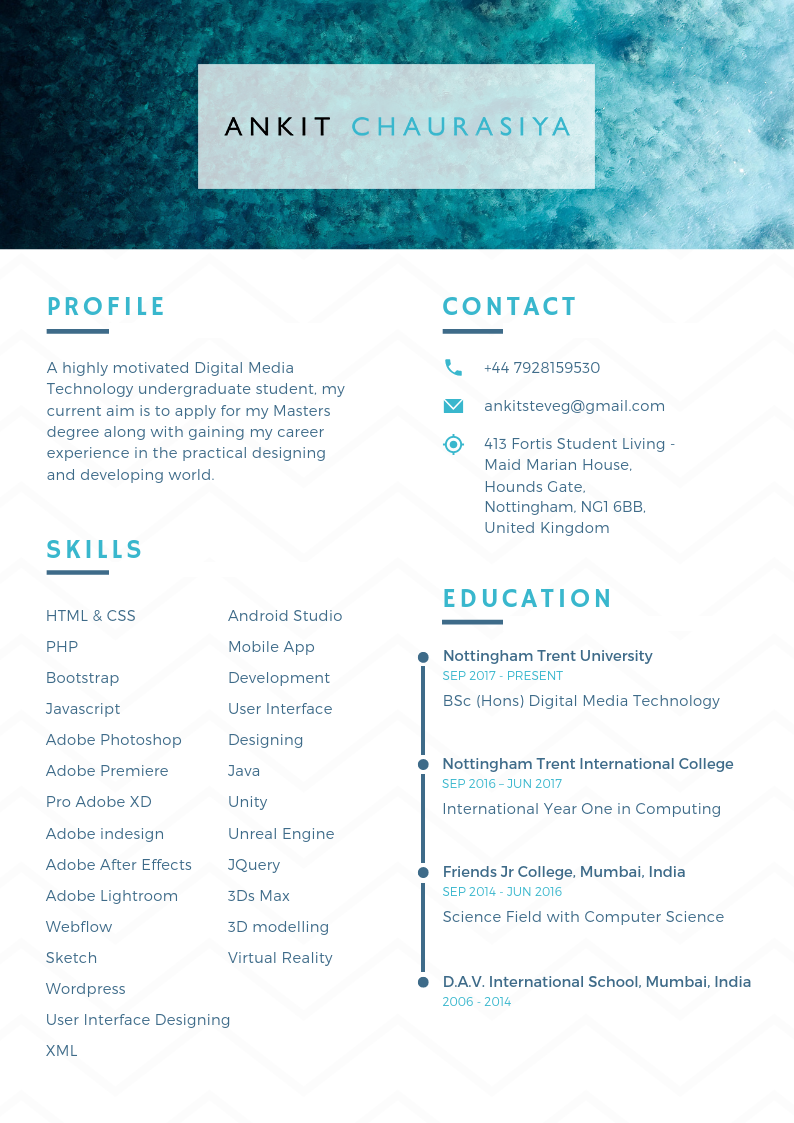 ANKIT CHAURASIYA
PROFILE
A highly motivated Digital Media
Technology undergraduate student, my
current aim is to apply for my Masters
degree along with gaining my career
experience in the practical designing
and developing world.
SKILLS
HTML & CSS
PHP
Bootstrap
Javascript
Adobe Photoshop
Adobe Premiere
Pro Adobe XD
Adobe indesign
Adobe After Effects
Adobe Lightroom
Webflow
Sketch
Wordpress
User Interface Designing
XML
Android Studio
Mobile App
Development
User Interface
Designing
Java
Unity
Unreal Engine
JQuery
3Ds Max
3D modelling
Virtual Reality
CONTACT
+44 7928159530
ankitsteveg@gmail.com
413 Fortis Student Living -
Maid Marian House,
Hounds Gate,
Nottingham, NG1 6BB,
United Kingdom
EDUCATION
Nottingham Trent University
SEP 2017 - PRESENT
BSc (Hons) Digital Media Technology
Nottingham Trent International College
SEP 2016 – JUN 2017
International Year One in Computing
Friends Jr College, Mumbai, India
SEP 2014 - JUN 2016
Science Field with Computer Science
D.A.V. International School, Mumbai, India
2006 - 2014